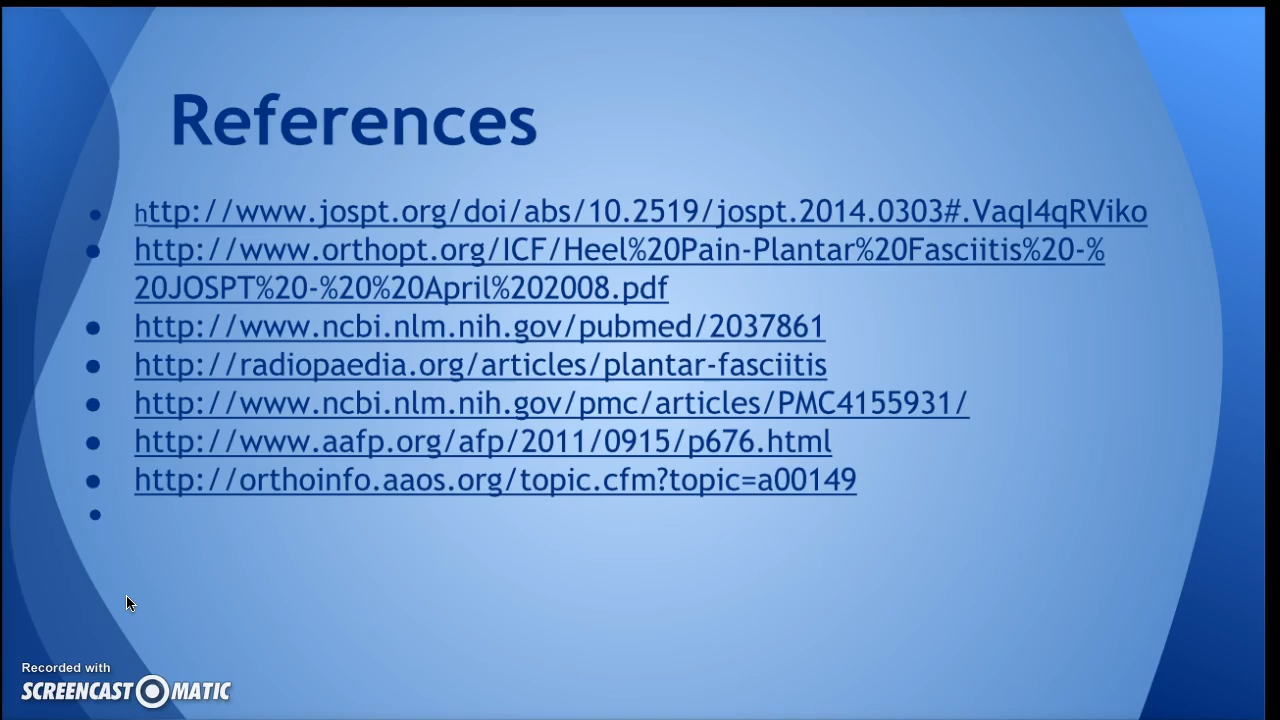 References
• http://www.jospt.org/doi/abs/10.2519/jospt.2014.0303#.VaqI4qRViko
• http://www.orthopt.org/ICF/Heel%20Pain-Plantar%20Fasciitis%20-%
20JOSPT%20-%20%20April%202008.pdf
• http://www.ncbi.nlm.nih.gov/pubmed/2037861
• http://radiopaedia.org/articles/plantar-fasciitis
• http://www.ncbi.nlm.nih.gov/pmc/articles/PMC4155931/
• http://www.aafp.org/afp/2011/0915/p676.html
• http://orthoinfo.aaos.org/topic.cfm?topic=a00149
•
Recorded with
SCREENCAST MATIC